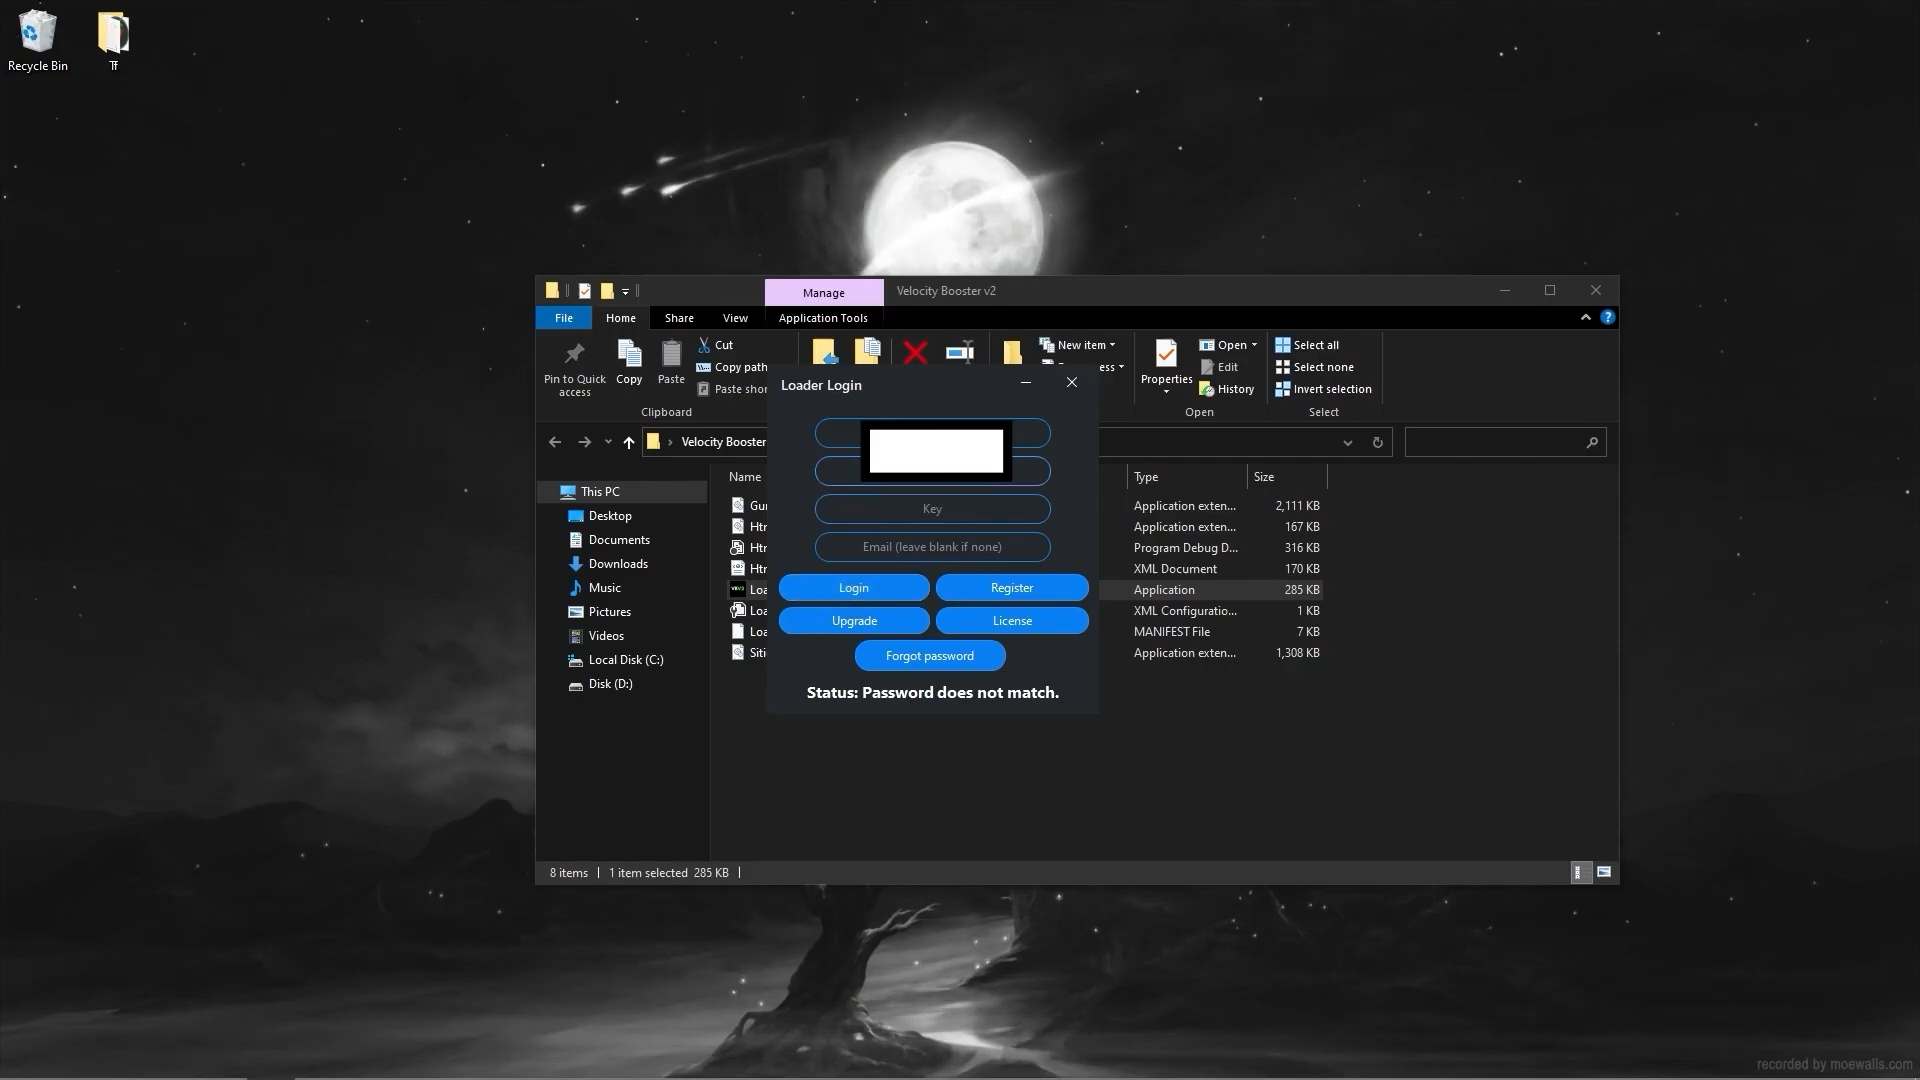 Recycle Bin
Tf
Manage
Velocity Booster v2
File
Home
Share
View
Application Tools
Pin to Quick access
Copy
Paste
Cut
Copy path
Clipboard
New item
Properties
Open
Edit
History
Open
Select all
Select none
Invert selection
Select
Velocity Booster
Loader Login
Key
Email (leave blank if none)
Login
Register
Upgrade
License
Forgot password
Status: Password does not match.
Name
Type
Size
Application exten... 2,111 KB
Application exten... 167 KB
Program Debug D... 316 KB
XML Document 170 KB
Application 285 KB
XML Configuratio... 1 KB
MANIFEST File 7 KB
Application exten... 1,308 KB
This PC
Desktop
Documents
Downloads
Music
Pictures
Videos
Local Disk (C:)
Disk (D:)
8 items
1 item selected 285 KB
recorded by moewalls.com